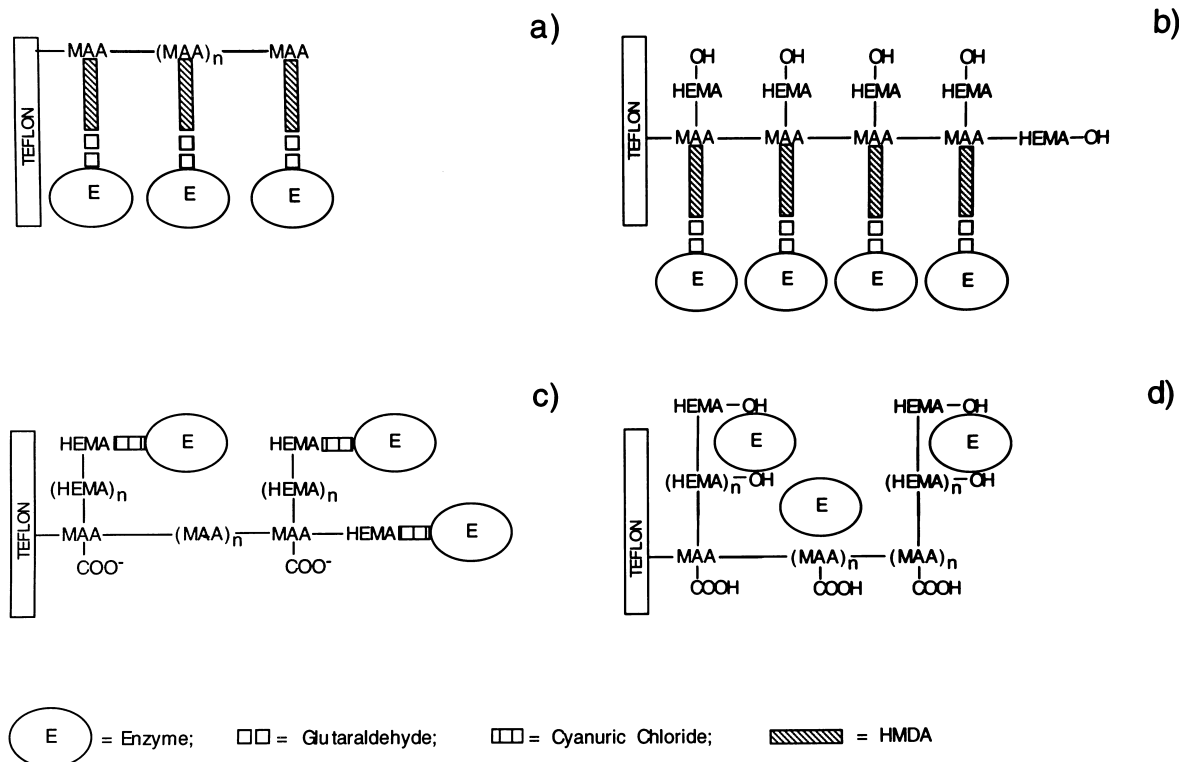 a)
TEFLON
MAA (MAA)n MAA
E E E
b)
OH OH OH OH
HEMA HEMA HEMA HEMA
TEFLON
MAA MAA MAA MAA HEMA-OH
E E E E
c)
TEFLON
HEMA E HEMA E
(HEMA)n (HEMA)n
MAA (MAA)n MAA HEMA E
COO- COO-
d)
TEFLON
HEMA-OH HEMA-OH
E E
(HEMA)n-OH (HEMA)n-OH
E
MAA (MAA)n (MAA)n
COOH COOH COOH
E = Enzyme; = Glutaraldehyde; = Cyanuric Chloride; = HMDA